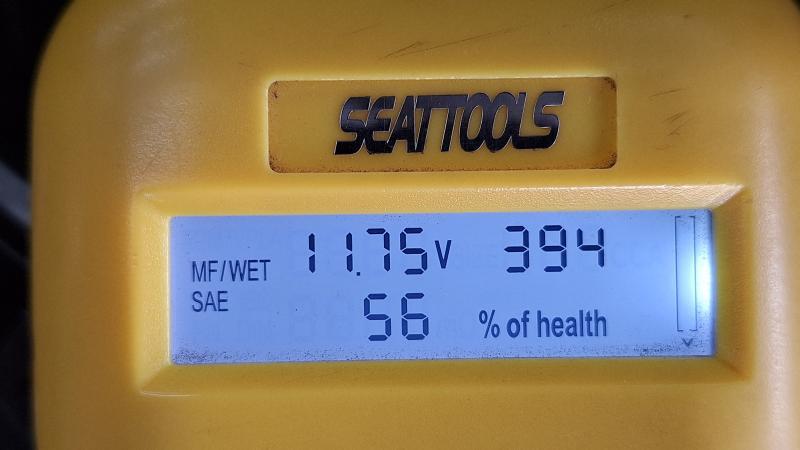 SEATTOOLS
MF/WET 11.75V 394
SAE
56 % of health